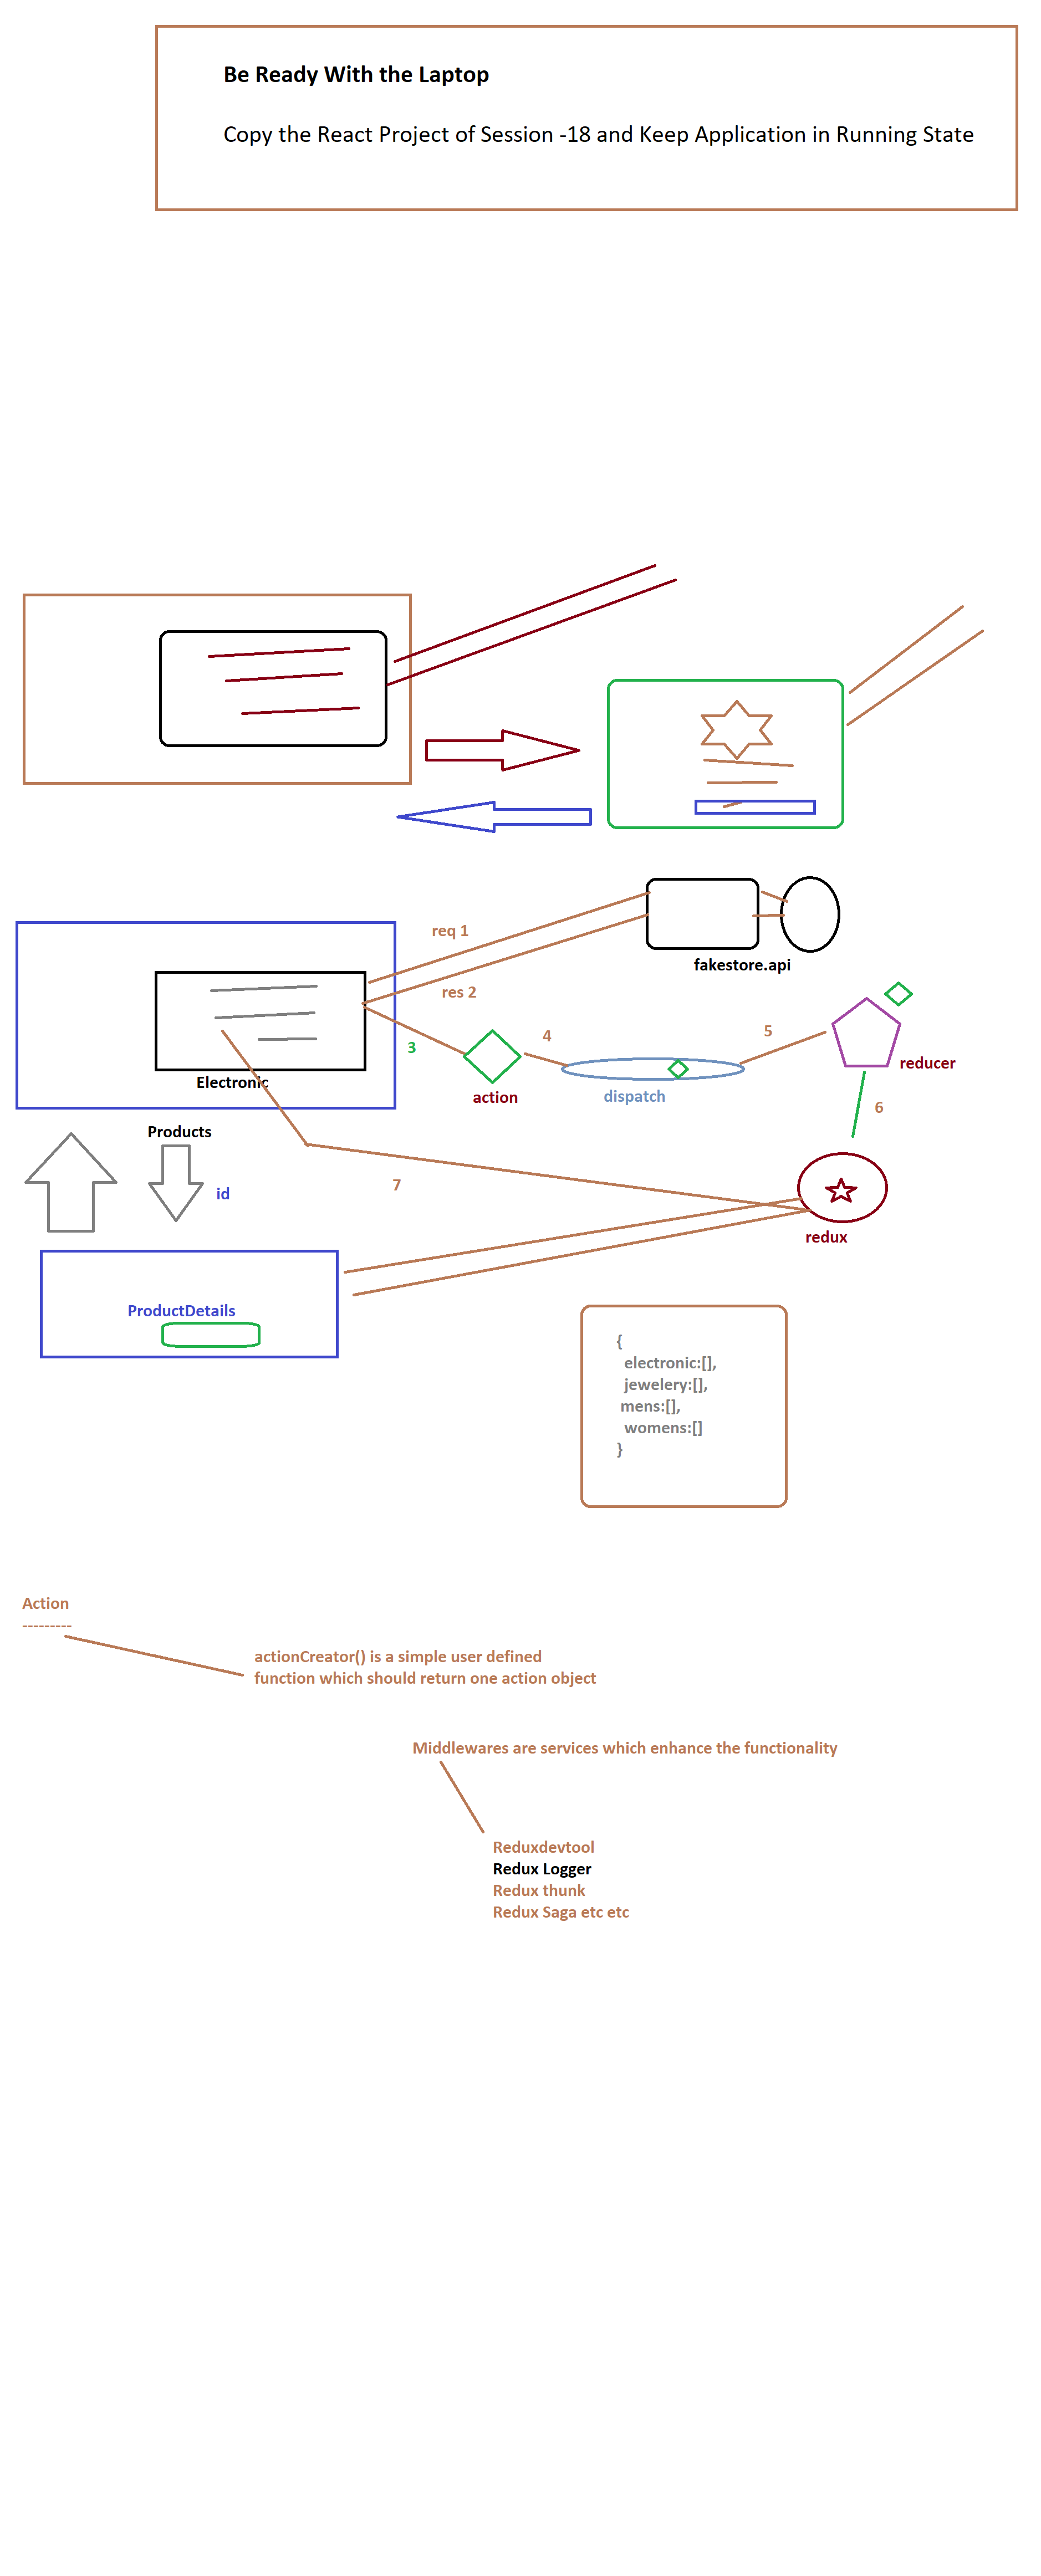 Be Ready With the Laptop
Copy the React Project of Session -18 and Keep Application in Running State
req 1
fakestore.api
res 2
3
4
5
reducer
Electronic
action
dispatch
6
Products
7
id
redux
ProductDetails
{
electronic:[],
jewelery:[],
mens:[],
womens:[]
}
Action
---------
actionCreator() is a simple user defined
function which should return one action object
Middlewares are services which enhance the functionality
Reduxdevtool
Redux Logger
Redux thunk
Redux Saga etc etc